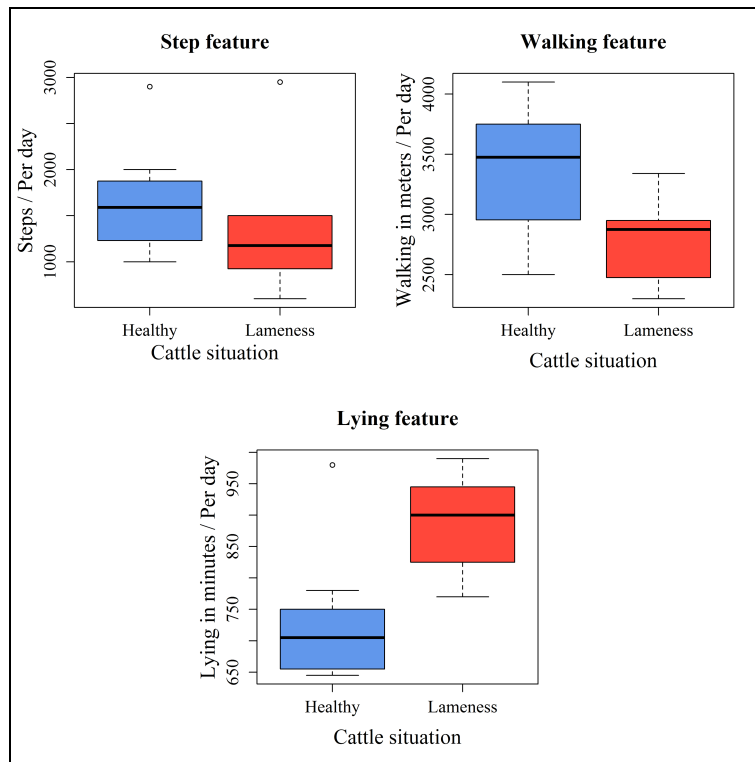 Step feature
Steps / Per day
3000
2000
1000
Healthy
Lameness
Cattle situation
Walking feature
Walking in meters / Per day
4000
3500
3000
2500
Healthy
Lameness
Cattle situation
Lying feature
Lying in minutes / Per day
950
850
750
650
Healthy
Lameness
Cattle situation